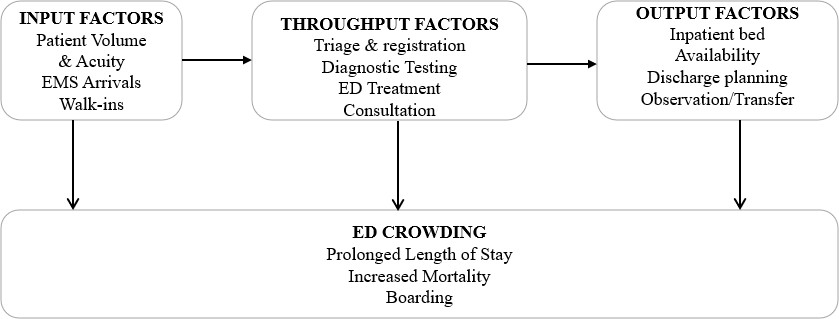 INPUT FACTORS
Patient Volume
& Acuity
EMS Arrivals
Walk-ins
THROUGHPUT FACTORS
Triage & registration
Diagnostic Testing
ED Treatment
Consultation
OUTPUT FACTORS
Inpatient bed
Availability
Discharge planning
Observation/Transfer
ED CROWDING
Prolonged Length of Stay
Increased Mortality
Boarding